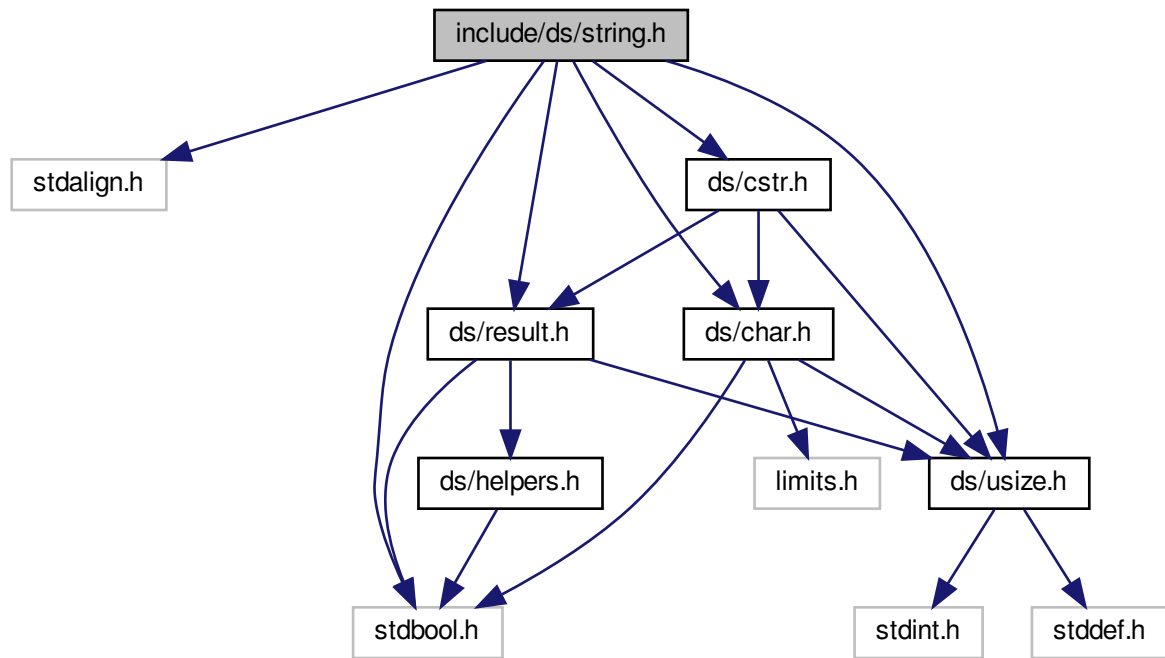 include/ds/string.h
stdalign.h
ds/cstr.h
ds/result.h
ds/char.h
ds/helpers.h
limits.h
ds/usize.h
stdbool.h
stdint.h
stddef.h